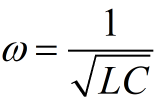 ω = 1/√LC